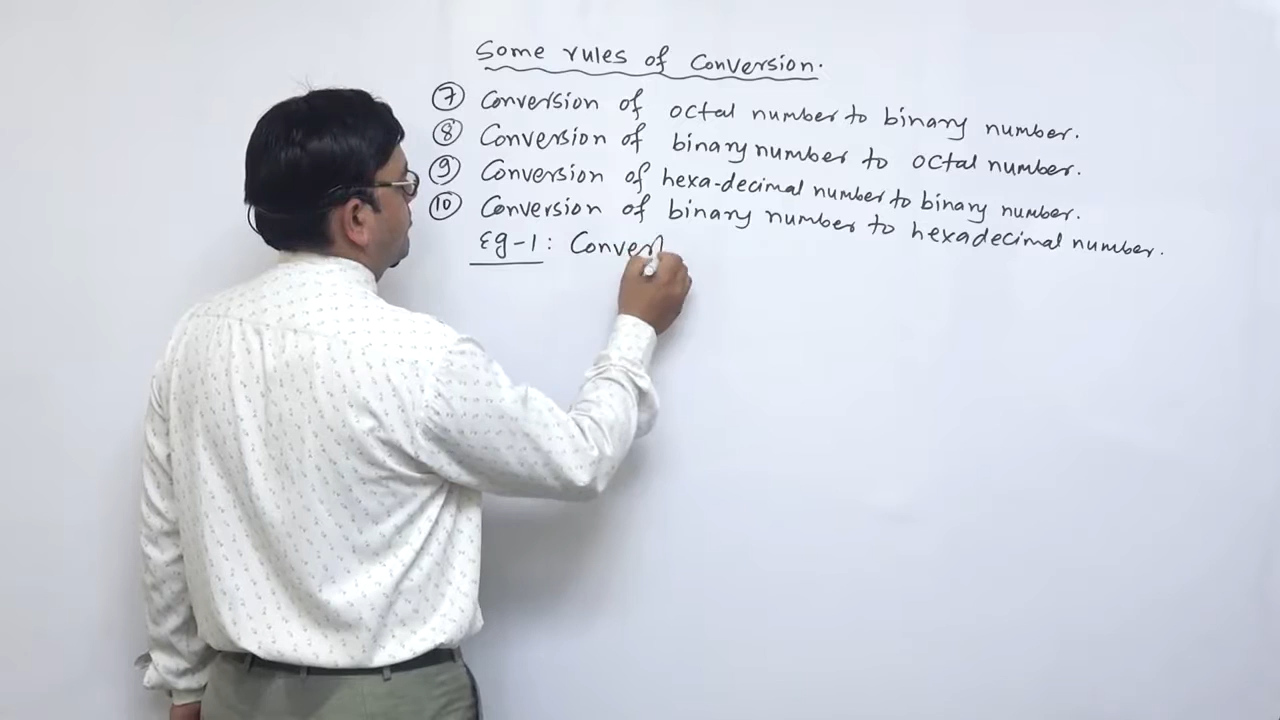 Some rules of Conversion.
7 Conversion of octal number to binary number.
8 Conversion of binary number to octal number.
9 Conversion of hexa-decimal number to binary number.
10 Conversion of binary number to hexadecimal number.
Eg-1: Conver